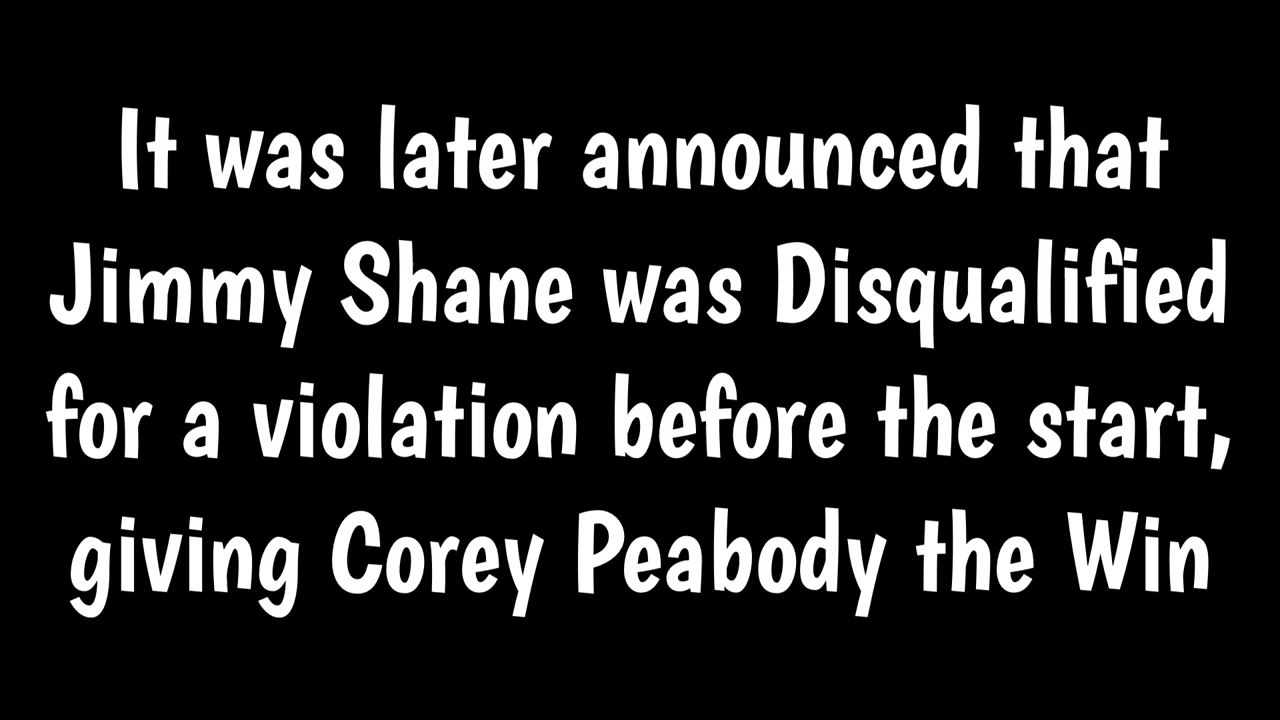 It was later announced that
Jimmy Shane was Disqualified
for a violation before the start,
giving Corey Peabody the Win